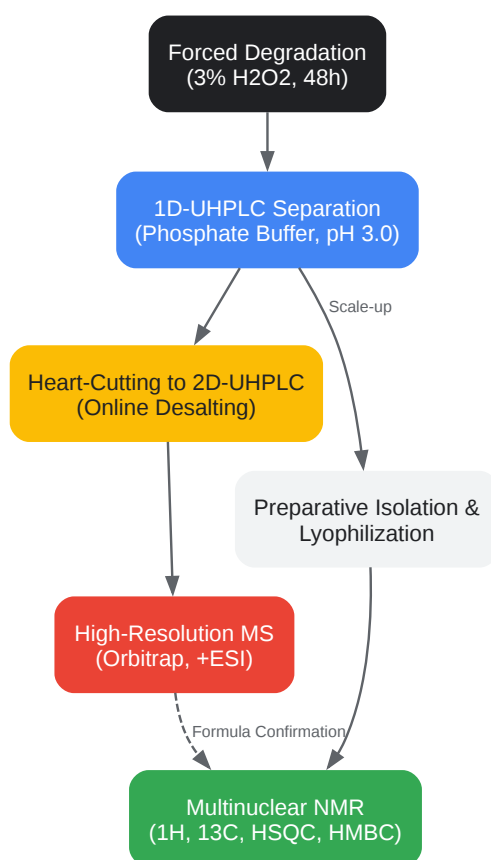 Forced Degradation
(3% H2O2, 48h)
1D-UHPLC Separation
(Phosphate Buffer, pH 3.0)
Scale-up
Heart-Cutting to 2D-UHPLC
(Online Desalting)
Preparative Isolation &
Lyophilization
High-Resolution MS
(Orbitrap, +ESI)
Formula Confirmation
Multinuclear NMR
(1H, 13C, HSQC, HMBC)